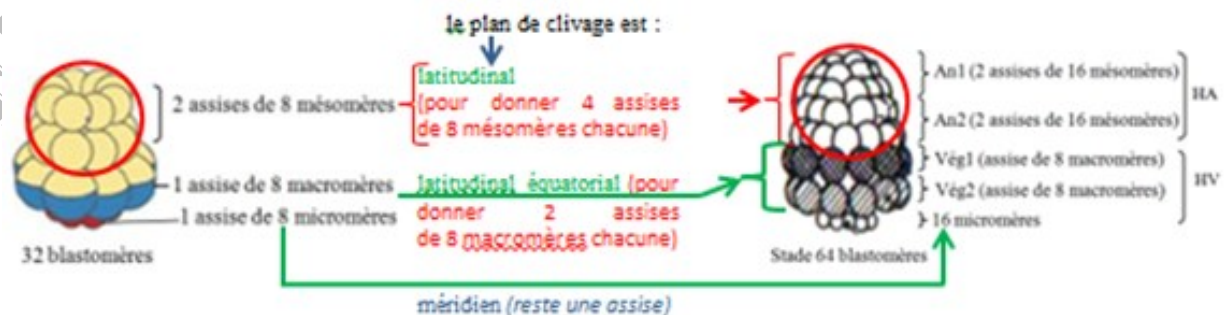 le plan de clivage est :
latitudinal
(pour donner 4 assises
de 8 mésomères chacune)
2 assises de 8 mésomères
1 assise de 8 macromères
1 assise de 8 micromères
32 blastomères
latitudinal équatorial (pour
donner 2 assises
de 8 macromères chacune)
méridien (reste une assise)
An1 (2 assises de 16 mésomères)
An2 (2 assises de 16 mésomères)
HA
Vég1 (assise de 8 macromères)
Vég2 (assise de 8 macromères)
HV
16 micromères
Stade 64 blastomères